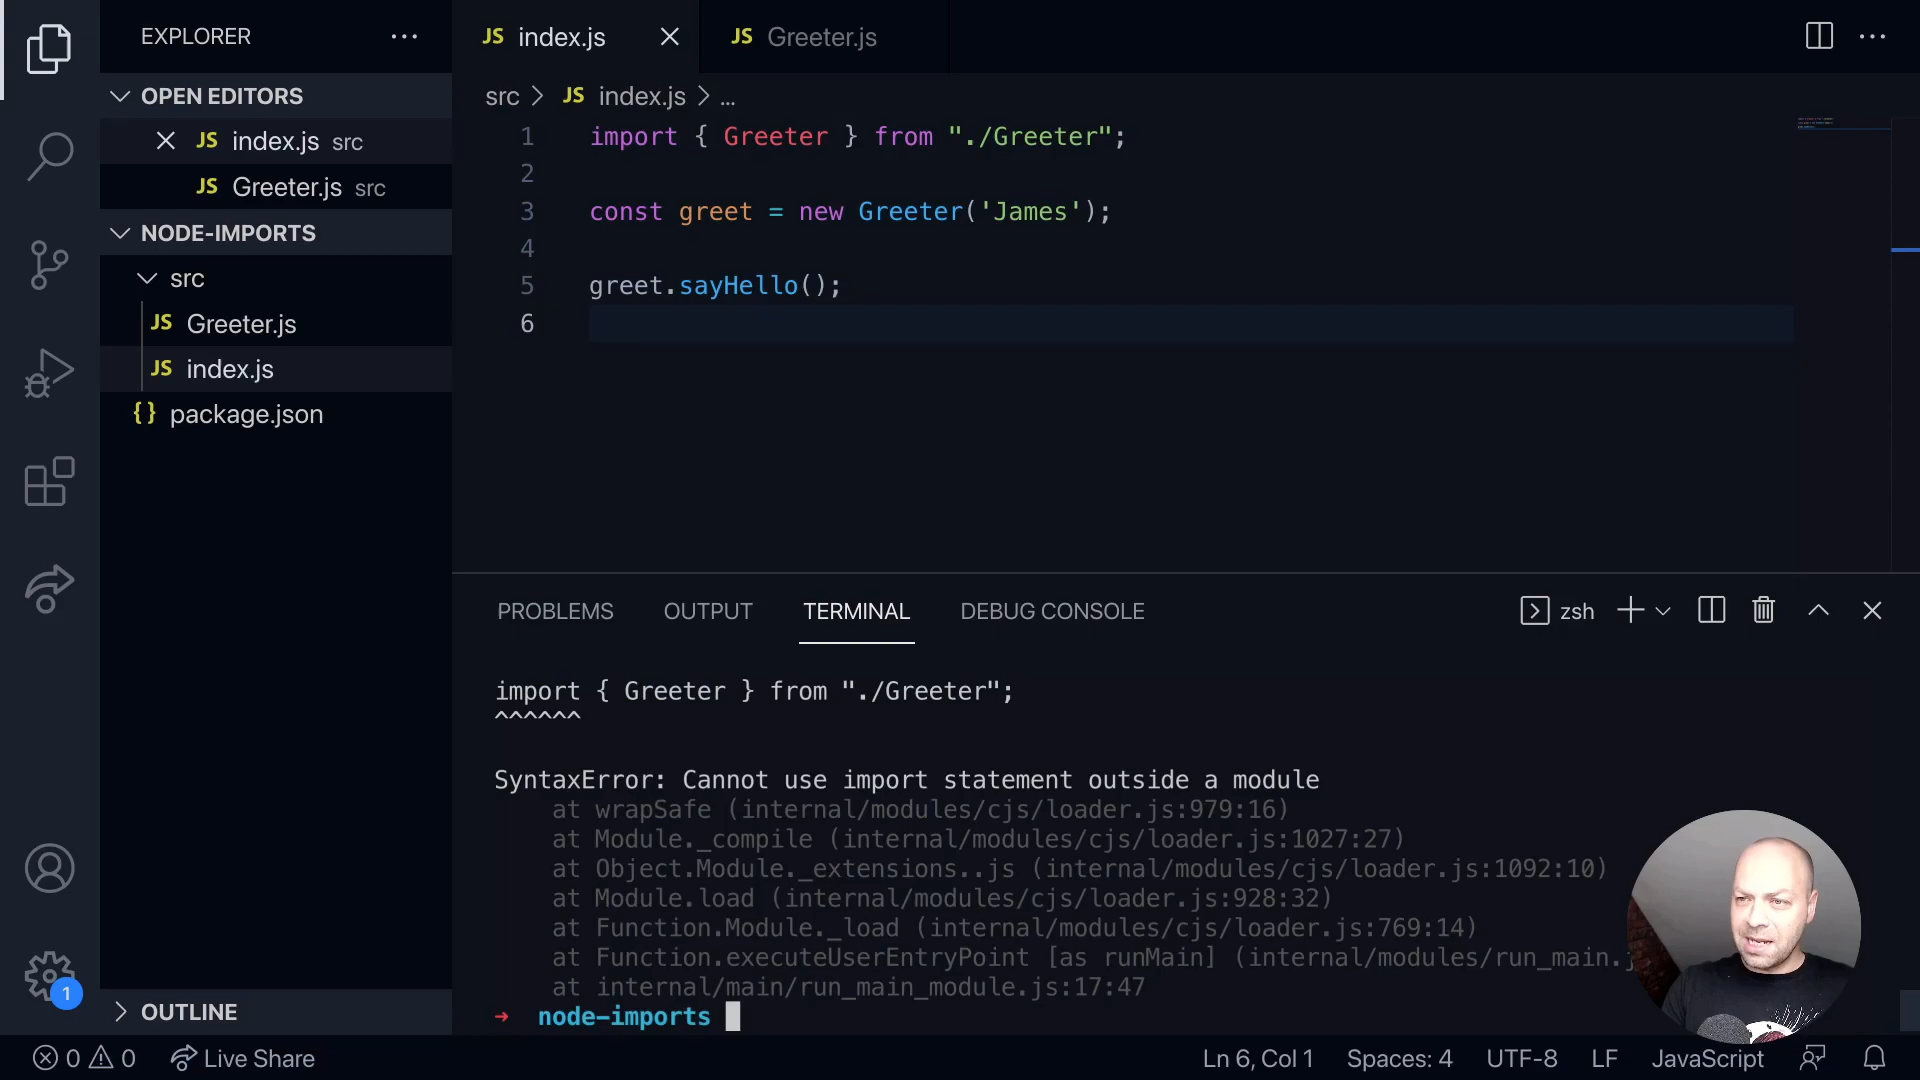 EXPLORER
JS index.js
JS Greeter.js
OPEN EDITORS
JS index.js src
JS Greeter.js src
NODE-IMPORTS
src
JS Greeter.js
JS index.js
{} package.json
OUTLINE
src > JS index.js > ...
1 import { Greeter } from "./Greeter";
2
3 const greet = new Greeter('James');
4
5 greet.sayHello();
6
PROBLEMS OUTPUT TERMINAL DEBUG CONSOLE
zsh
import { Greeter } from "./Greeter";
^^^^^^
SyntaxError: Cannot use import statement outside a module
at wrapSafe (internal/modules/cjs/loader.js:979:16)
at Module._compile (internal/modules/cjs/loader.js:1027:27)
at Object.Module._extensions..js (internal/modules/cjs/loader.js:1092:10)
at Module.load (internal/modules/cjs/loader.js:928:32)
at Function.Module._load (internal/modules/cjs/loader.js:769:14)
at Function.executeUserEntryPoint [as runMain] (internal/modules/run_main.j
at internal/main/run_main_module.js:17:47
→ node-imports
1
0 0 Live Share
Ln 6, Col 1 Spaces: 4 UTF-8 LF JavaScript